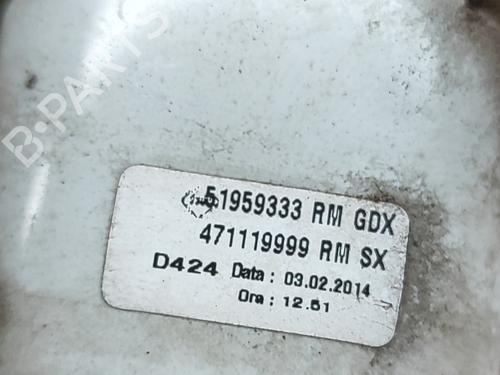 B-PARTS
51959333 RM GDX
471119999 RM SX
D424 Data : 03.02.2014
Ora : 12.51